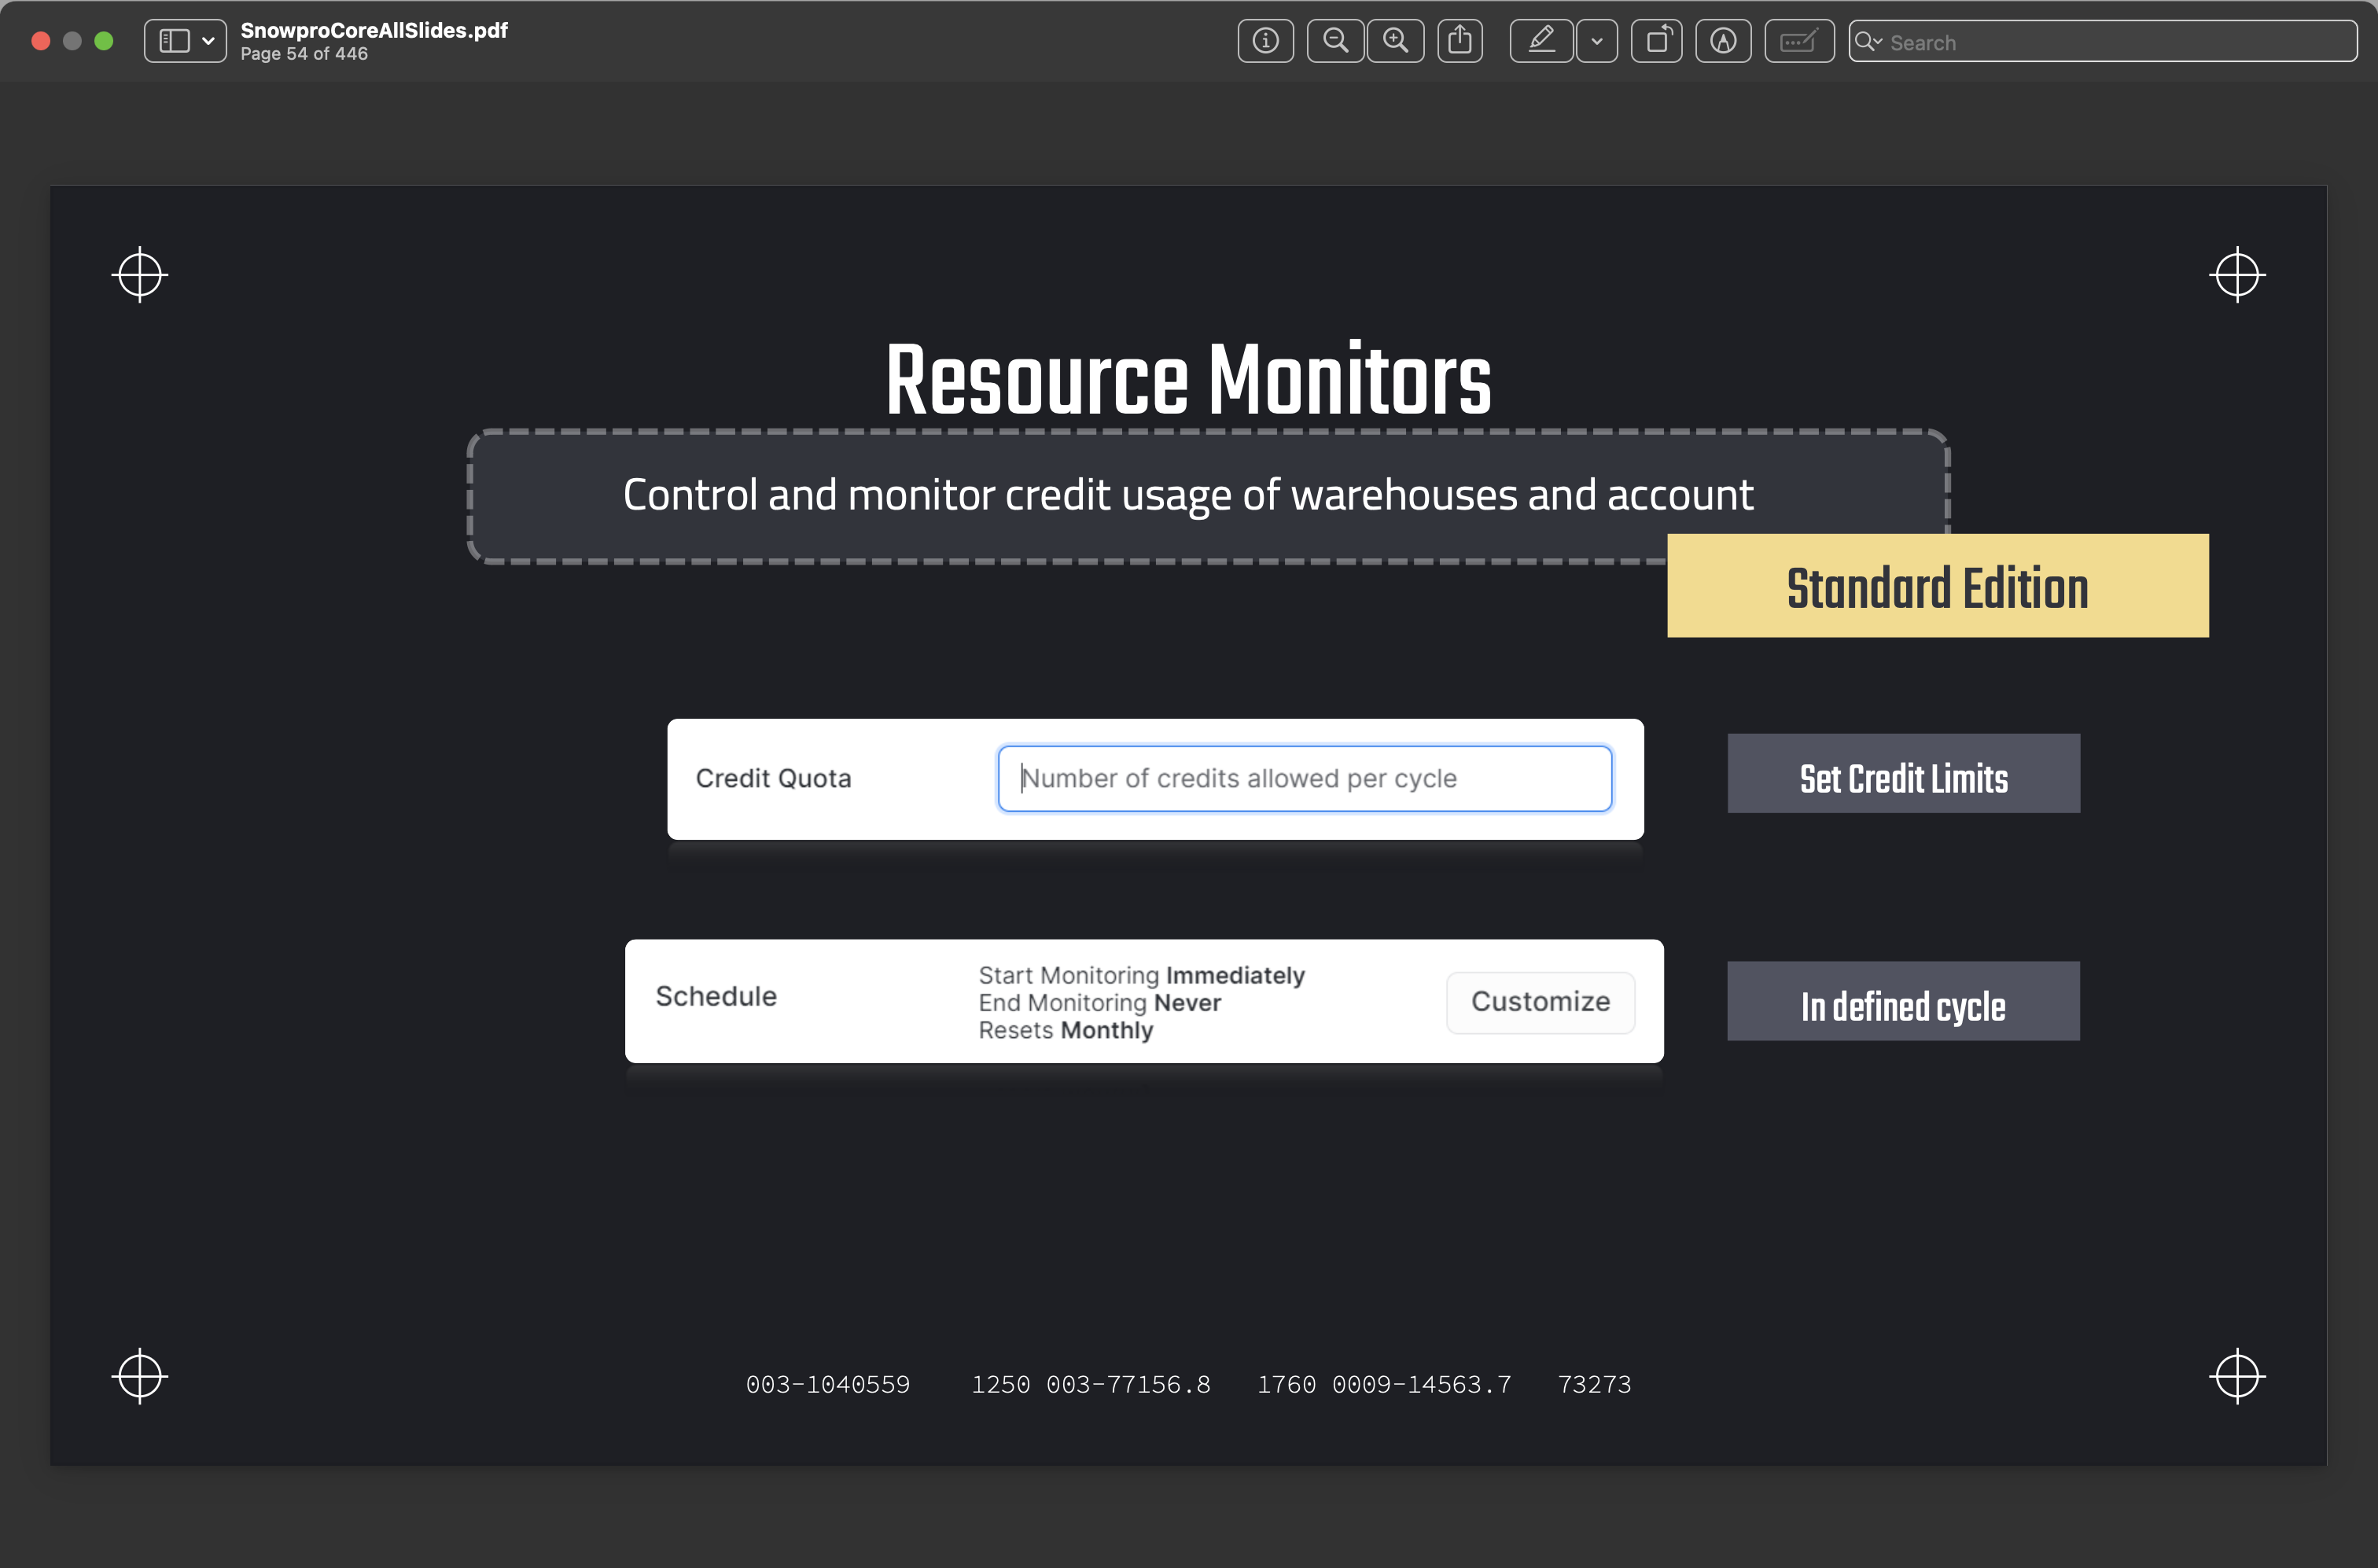 SnowproCoreAllSlides.pdf
Page 54 of 446
Search
Resource Monitors
Control and monitor credit usage of warehouses and account
Standard Edition
Credit Quota
Number of credits allowed per cycle
Set Credit Limits
Schedule
Start Monitoring Immediately
End Monitoring Never
Resets Monthly
Customize
In defined cycle
003-1040559 1250 003-77156.8 1760 0009-14563.7 73273